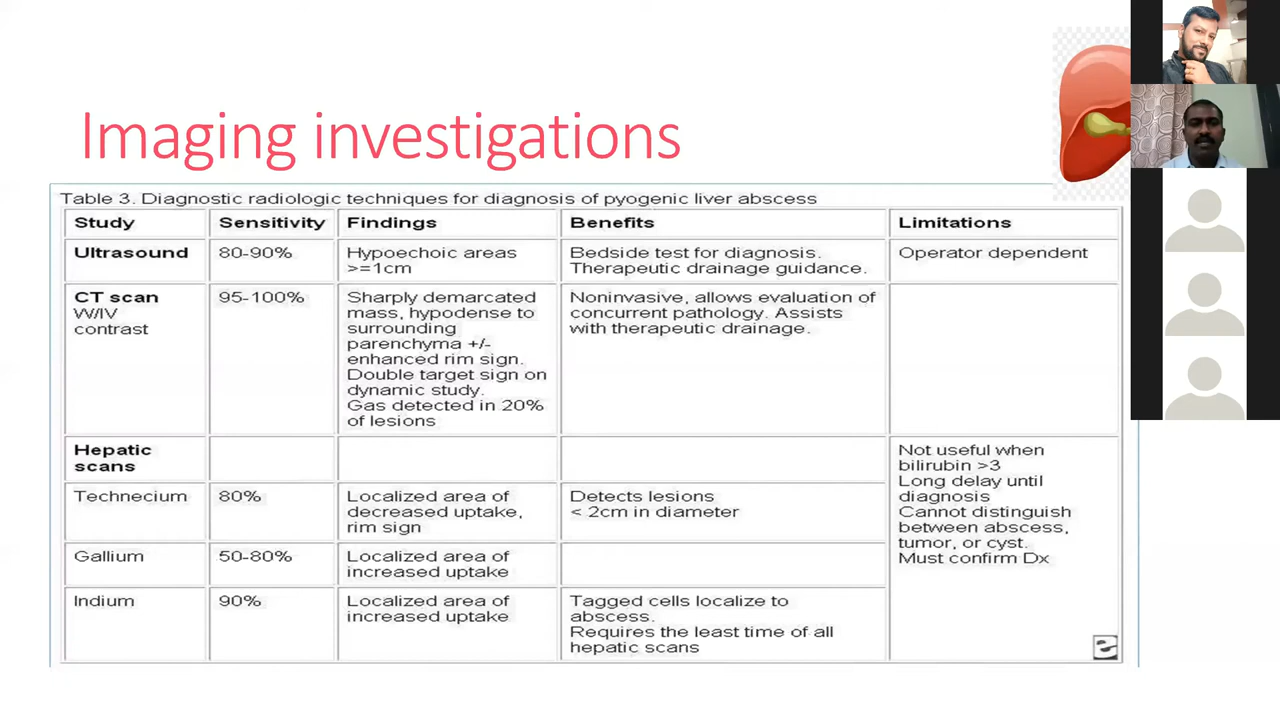 Imaging investigations
Table 3. Diagnostic radiologic techniques for diagnosis of pyogenic liver abscess
Study Sensitivity Findings Benefits Limitations
Ultrasound 80-90% Hypoechoic areas
>=1cm
Bedside test for diagnosis.
Therapeutic drainage guidance.
Operator dependent
CT scan
W/IV
contrast
95-100%
Sharply demarcated
mass, hypodense to
surrounding
parenchyma +/-
enhanced rim sign.
Double target sign on
dynamic study.
Gas detected in 20%
of lesions
Noninvasive, allows evaluation of
concurrent pathology. Assists
with therapeutic drainage.
Hepatic
scans
Not useful when
bilirubin >3
Long delay until
diagnosis
Cannot distinguish
between abscess,
tumor, or cyst.
Must confirm Dx
Technecium 80% Localized area of
decreased uptake,
rim sign
Detects lesions
< 2cm in diameter
Gallium 50-80% Localized area of
increased uptake
Indium 90% Localized area of
increased uptake
Tagged cells localize to
abscess.
Requires the least time of all
hepatic scans